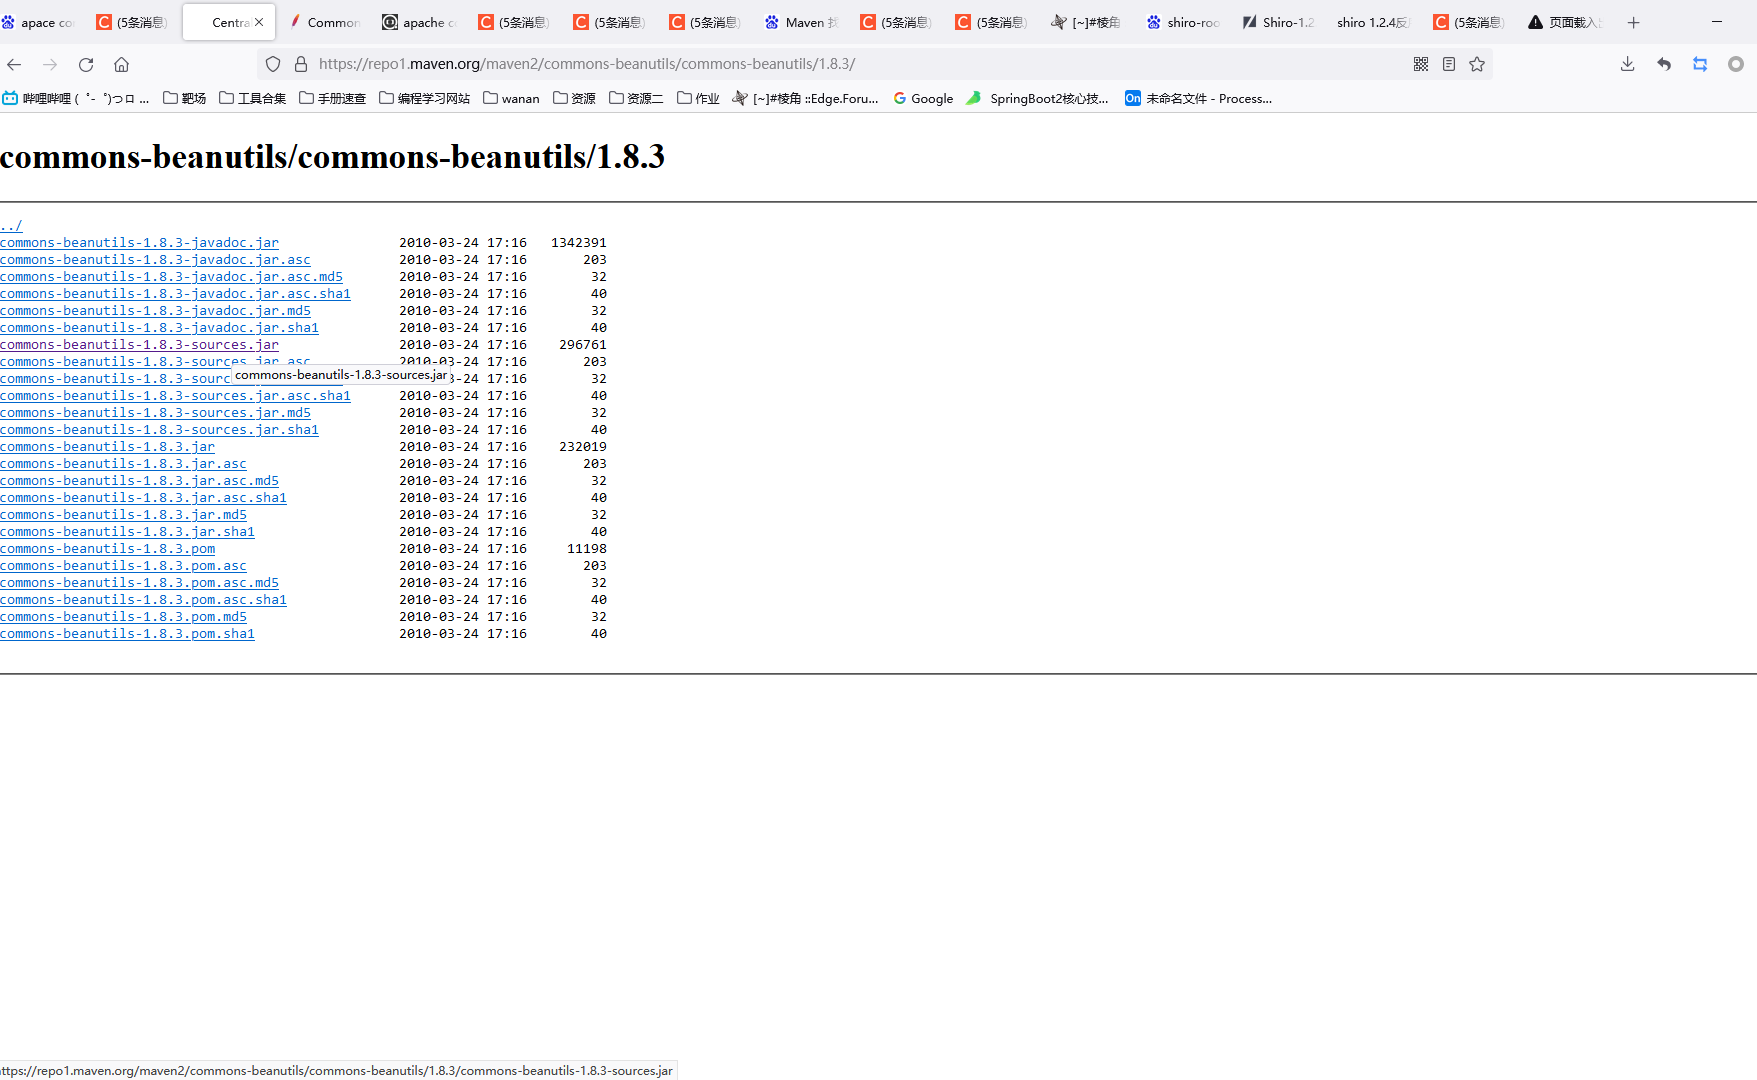 apace co
(5条消息)
Centra
Common
apache c
(5条消息)
(5条消息)
(5条消息)
Maven 找
(5条消息)
(5条消息)
[~]#棱角
shiro-roo
Shiro-1.2
shiro 1.2.4反
(5条消息)
页面载入出
https://repo1.maven.org/maven2/commons-beanutils/commons-beanutils/1.8.3/
哔哩哔哩 ( ゜- ゜)つロ ...
靶场
工具合集
手册速查
编程学习网站
wanan
资源
资源二
作业
[~]#棱角 ::Edge.Foru...
Google
SpringBoot2核心技...
On 未命名文件 - Process...
commons-beanutils/commons-beanutils/1.8.3
../
commons-beanutils-1.8.3-javadoc.jar 2010-03-24 17:16 1342391
commons-beanutils-1.8.3-javadoc.jar.asc 2010-03-24 17:16 203
commons-beanutils-1.8.3-javadoc.jar.asc.md5 2010-03-24 17:16 32
commons-beanutils-1.8.3-javadoc.jar.asc.sha1 2010-03-24 17:16 40
commons-beanutils-1.8.3-javadoc.jar.md5 2010-03-24 17:16 32
commons-beanutils-1.8.3-javadoc.jar.sha1 2010-03-24 17:16 40
commons-beanutils-1.8.3-sources.jar 2010-03-24 17:16 296761
commons-beanutils-1.8.3-sources.jar.asc 2010-03-24 17:16 203
commons-beanutils-1.8.3-sourc 3-24 17:16 32
commons-beanutils-1.8.3-sources.jar
commons-beanutils-1.8.3-sources.jar.asc.sha1 2010-03-24 17:16 40
commons-beanutils-1.8.3-sources.jar.md5 2010-03-24 17:16 32
commons-beanutils-1.8.3-sources.jar.sha1 2010-03-24 17:16 40
commons-beanutils-1.8.3.jar 2010-03-24 17:16 232019
commons-beanutils-1.8.3.jar.asc 2010-03-24 17:16 203
commons-beanutils-1.8.3.jar.asc.md5 2010-03-24 17:16 32
commons-beanutils-1.8.3.jar.asc.sha1 2010-03-24 17:16 40
commons-beanutils-1.8.3.jar.md5 2010-03-24 17:16 32
commons-beanutils-1.8.3.jar.sha1 2010-03-24 17:16 40
commons-beanutils-1.8.3.pom 2010-03-24 17:16 11198
commons-beanutils-1.8.3.pom.asc 2010-03-24 17:16 203
commons-beanutils-1.8.3.pom.asc.md5 2010-03-24 17:16 32
commons-beanutils-1.8.3.pom.asc.sha1 2010-03-24 17:16 40
commons-beanutils-1.8.3.pom.md5 2010-03-24 17:16 32
commons-beanutils-1.8.3.pom.sha1 2010-03-24 17:16 40
ttps://repo1.maven.org/maven2/commons-beanutils/commons-beanutils/1.8.3/commons-beanutils-1.8.3-sources.jar